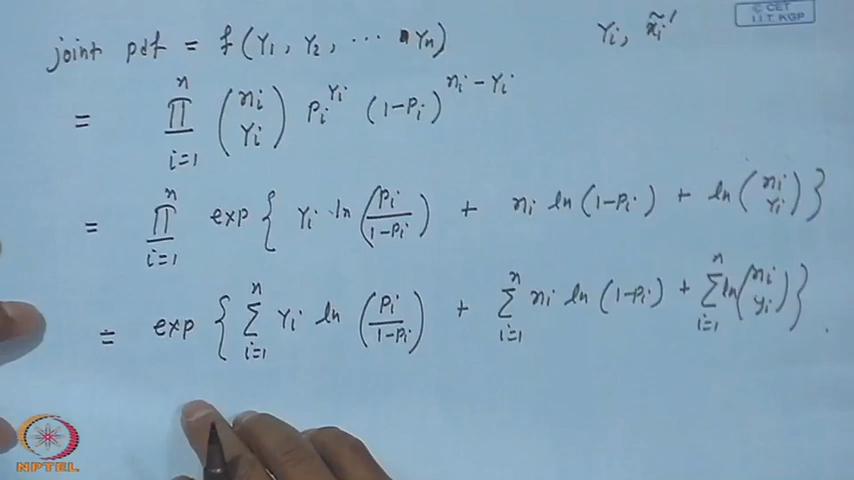 © CET
I.I.T. KGP
joint pdf = f(Y₁, Y₂, ... Yₙ) Yᵢ, x̃ᵢ′
= ∏_{i=1}^{n} (nᵢ Yᵢ) pᵢ^{Yᵢ} (1-pᵢ)^{nᵢ-Yᵢ}
= ∏_{i=1}^{n} exp { Yᵢ ln (pᵢ/(1-pᵢ)) + nᵢ ln (1-pᵢ) + ln (nᵢ Yᵢ) }
= exp { ∑_{i=1}^{n} Yᵢ ln (pᵢ/(1-pᵢ)) + ∑_{i=1}^{n} nᵢ ln (1-pᵢ) + ∑_{i=1}^{n} ln (nᵢ yᵢ) } .
NPTEL